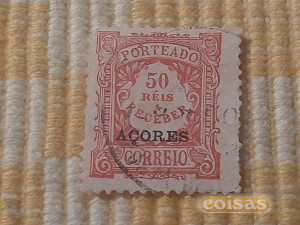 PORTEADO
50
RÉIS
RECEBER
AÇORES
CORREIO
coisas